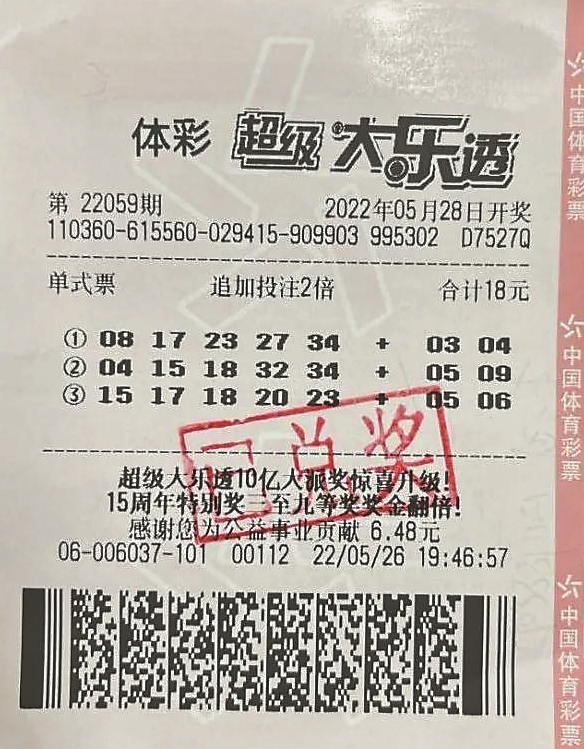 体彩 超级大乐透
第 22059期 2022年05月28日开奖
110360-615560-029415-909903 995302 D7527Q
单式票 追加投注2倍 合计18元
① 08 17 23 27 34 + 03 04
② 04 15 18 32 34 + 05 09
③ 15 17 18 20 23 + 05 06
已兑奖
超级大乐透10亿大派奖惊喜升级!
15周年特别奖一至九等奖奖金翻倍!
感谢您为公益事业贡献 6.48元
06-006037-101 00112 22/05/26 19:46:57
中国体育彩票
中国体育彩票
中国体育彩票